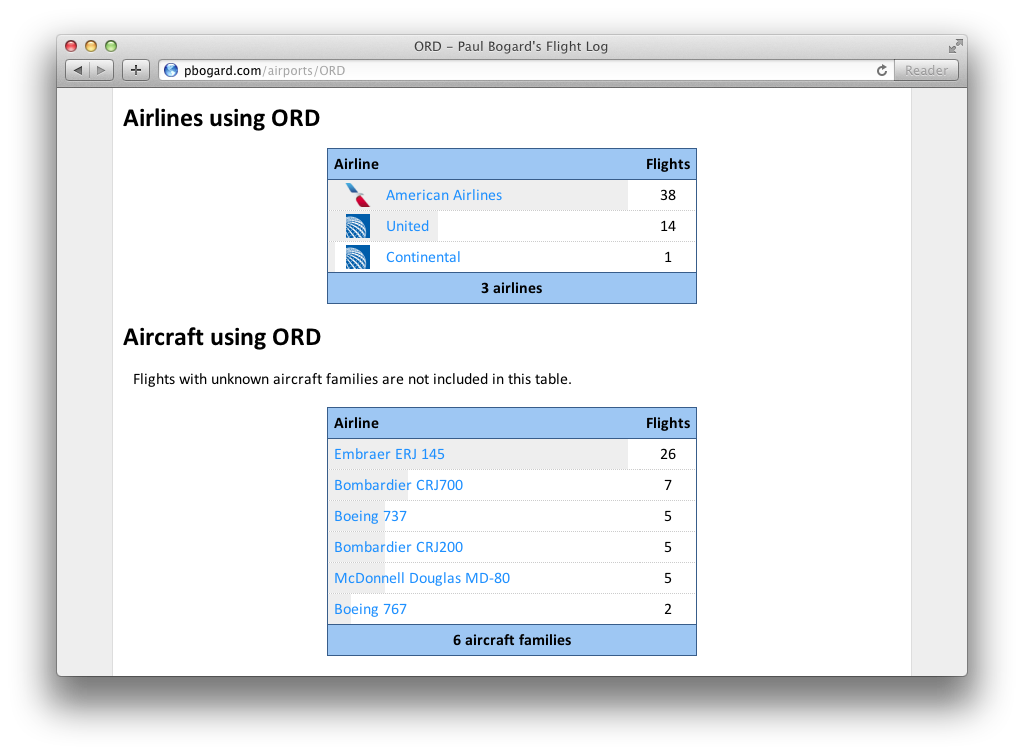 ORD – Paul Bogard's Flight Log
pbogard.com/airports/ORD
Reader
Airlines using ORD
Airline Flights
American Airlines 38
United 14
Continental 1
3 airlines
Aircraft using ORD
Flights with unknown aircraft families are not included in this table.
Airline Flights
Embraer ERJ 145 26
Bombardier CRJ700 7
Boeing 737 5
Bombardier CRJ200 5
McDonnell Douglas MD-80 5
Boeing 767 2
6 aircraft families